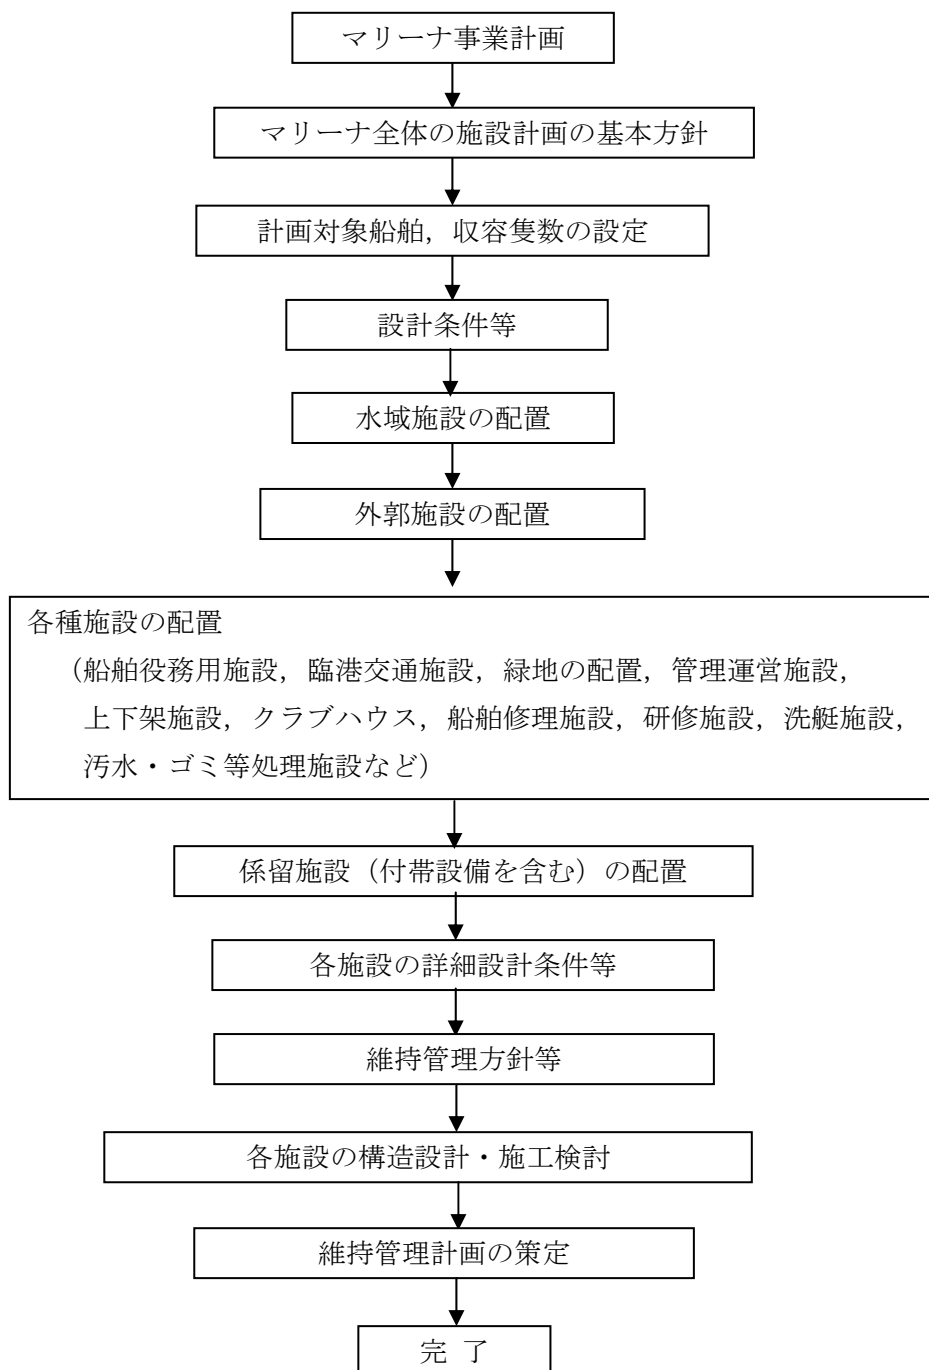 マリーナ事業計画
マリーナ全体の施設計画の基本方針
計画対象船舶，収容隻数の設定
設計条件等
水域施設の配置
外郭施設の配置
各種施設の配置
（船舶役務用施設，臨港交通施設，緑地の配置，管理運営施設，
上下架施設，クラブハウス，船舶修理施設，研修施設，洗艇施設，
汚水・ゴミ等処理施設など）
係留施設（付帯設備を含む）の配置
各施設の詳細設計条件等
維持管理方針等
各施設の構造設計・施工検討
維持管理計画の策定
完 了